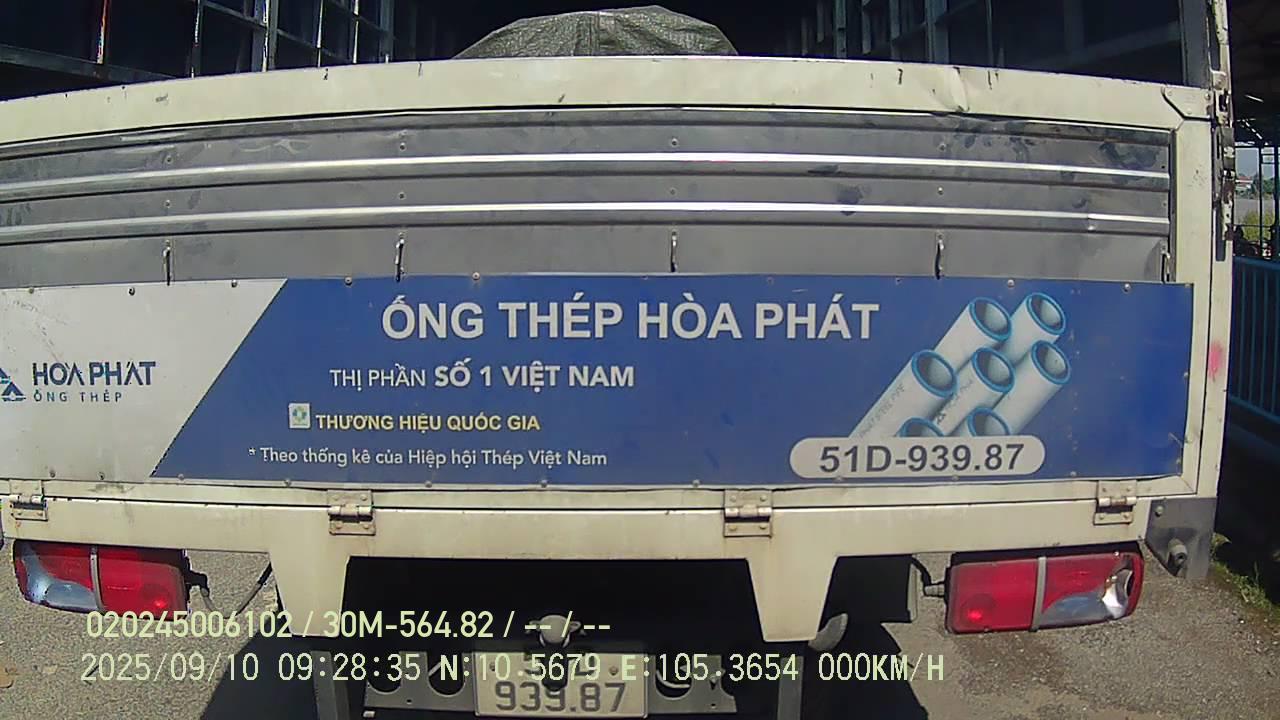 ỐNG THÉP HÒA PHÁT
THỊ PHẦN SỐ 1 VIỆT NAM
HÒA PHÁT
ỐNG THÉP
THƯƠNG HIỆU QUỐC GIA
* Theo thống kê của Hiệp hội Thép Việt Nam
51D-939.87
020245006102 / 30M-564.82 / -- / --
2025/09/10 09:28:35 N:10.5679 E:105.3654 000KM/H
939.87